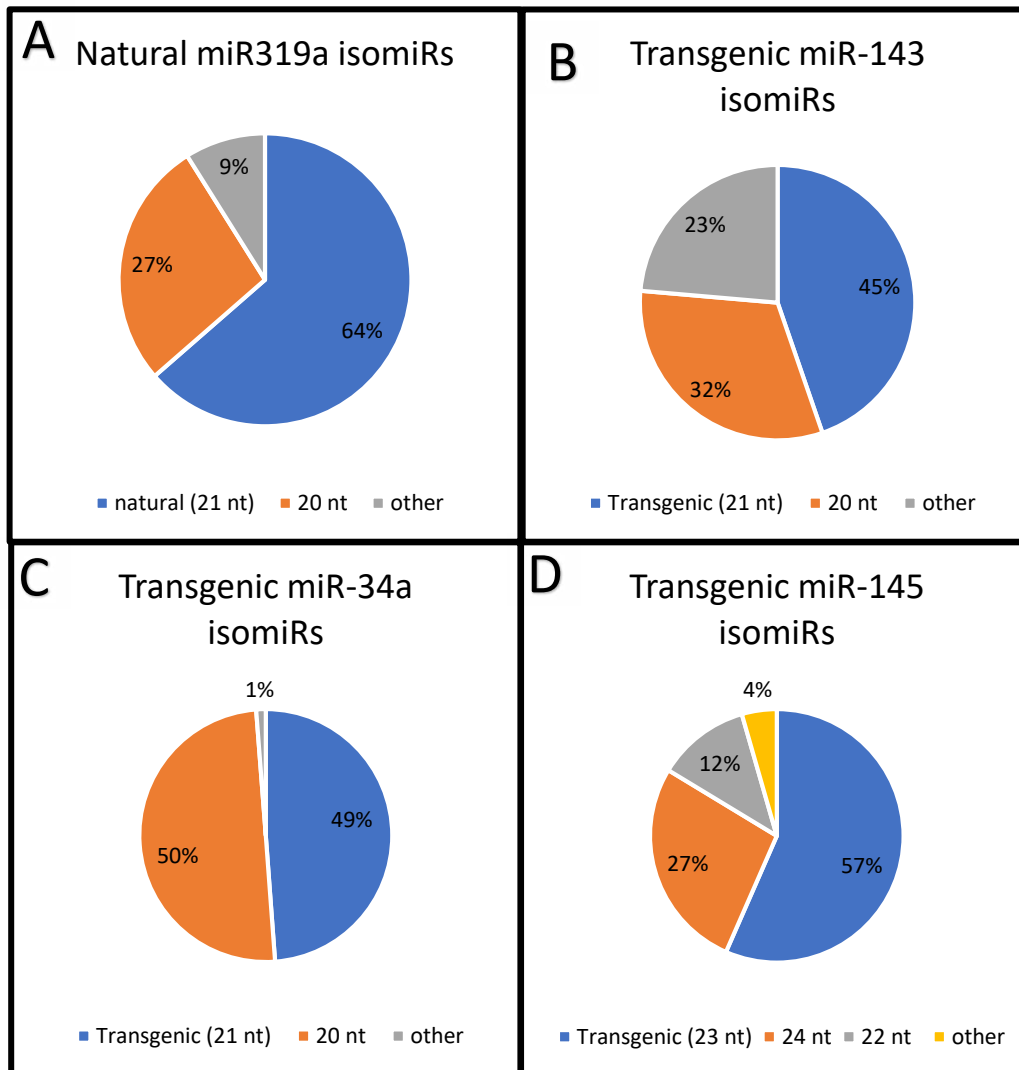 A
Natural miR319a isomiRs
9%
27%
64%
natural (21 nt) 20 nt other
B
Transgenic miR-143
isomiRs
23%
45%
32%
Transgenic (21 nt) 20 nt other
C
Transgenic miR-34a
isomiRs
1%
49%
50%
Transgenic (21 nt) 20 nt other
D
Transgenic miR-145
isomiRs
4%
12%
27%
57%
Transgenic (23 nt) 24 nt 22 nt other